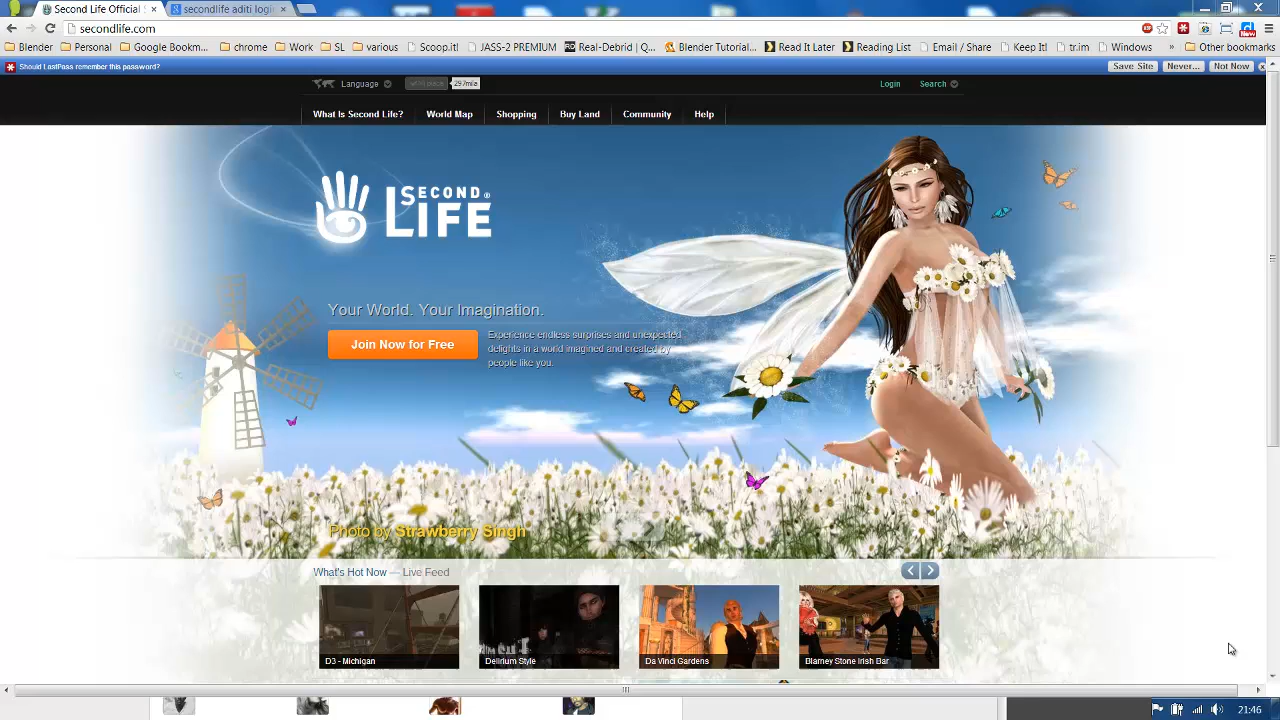 Second Life Official
secondlife aditi login
secondlife.com
Blender
Personal
Google Bookm...
chrome
Work
SL
various
Scoop.it!
JASS-2 PREMIUM
Real-Debrid | Q...
Blender Tutorial...
Read It Later
Reading List
Email / Share
Keep It!
tr.im
Windows
»
Other bookmarks
New
Should LastPass remember this password?
Save Site
Never...
Not Now
Language
297mila
Login
Search
What Is Second Life?
World Map
Shopping
Buy Land
Community
Help
SECOND
LIFE
Your World. Your Imagination.
Join Now for Free
Experience endless surprises and unexpected
delights in a world imagined and created by
people like you.
Photo by Strawberry Singh
What's Hot Now — Live Feed
D3 - Michigan
Delirium Style
Da Vinci Gardens
Blarney Stone Irish Bar
21:46